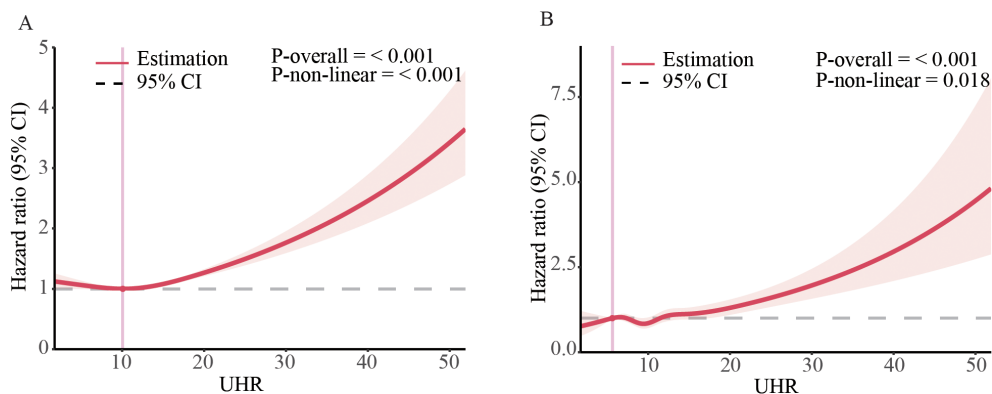 A
Estimation
95% CI
P-overall = < 0.001
P-non-linear = < 0.001
Hazard ratio (95% CI)
5
4
3
2
1
0
10
20
30
40
50
UHR
B
Estimation
95% CI
P-overall = < 0.001
P-non-linear = 0.018
Hazard ratio (95% CI)
7.5
5.0
2.5
0.0
10
20
30
40
50
UHR